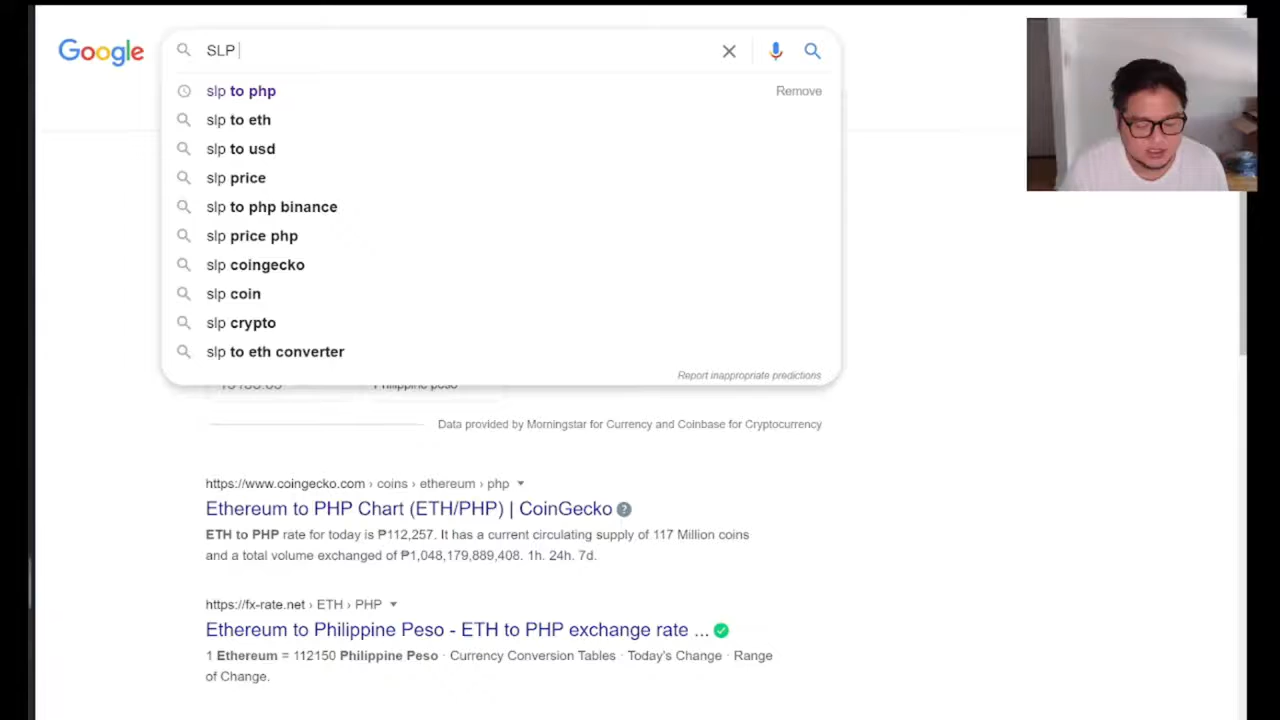 Google
SLP
slp to php
Remove
slp to eth
slp to usd
slp price
slp to php binance
slp price php
slp coingecko
slp coin
slp crypto
slp to eth converter
Report inappropriate predictions
Philippine peso
Data provided by Morningstar for Currency and Coinbase for Cryptocurrency
https://www.coingecko.com › coins › ethereum › php
Ethereum to PHP Chart (ETH/PHP) | CoinGecko
ETH to PHP rate for today is ₱112,257. It has a current circulating supply of 117 Million coins
and a total volume exchanged of ₱1,048,179,889,408. 1h. 24h. 7d.
https://fx-rate.net › ETH › PHP
Ethereum to Philippine Peso - ETH to PHP exchange rate ...
1 Ethereum = 112150 Philippine Peso · Currency Conversion Tables · Today's Change · Range
of Change.